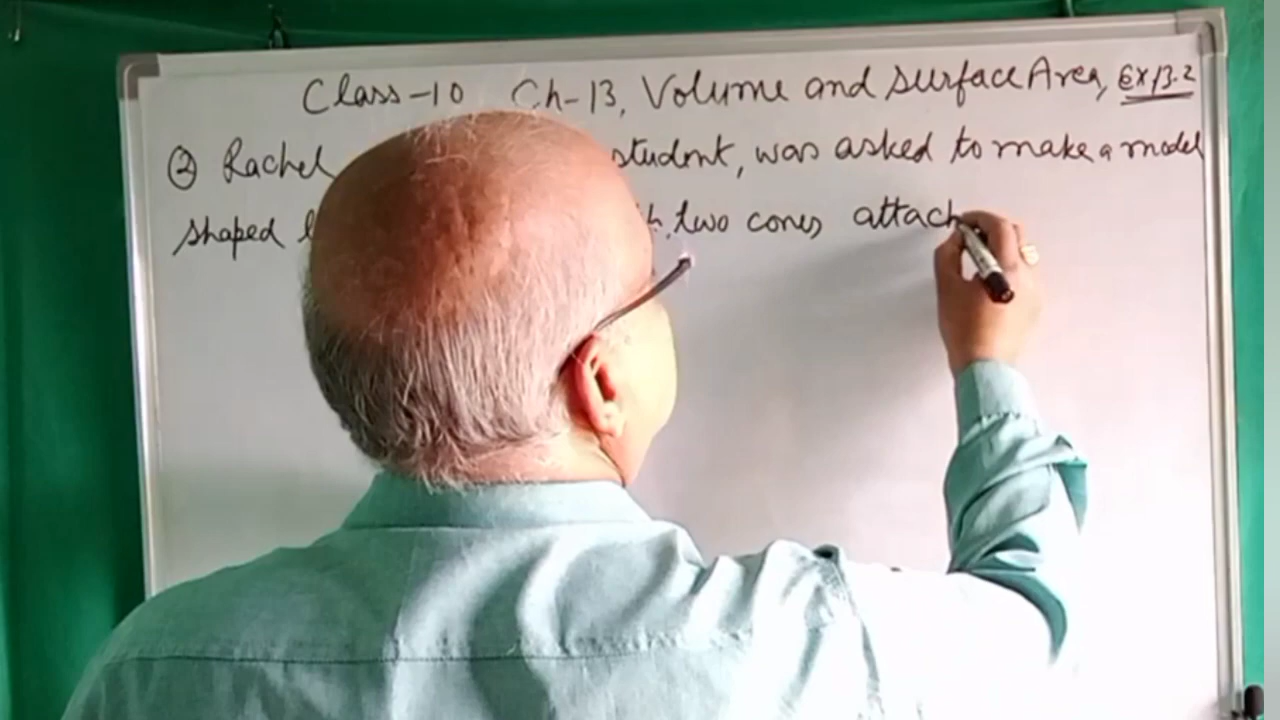 Class-10 Ch-13, Volume and Surface Area, Ex 13.2
② Rachel student, was asked to make a model
shaped two cones attach